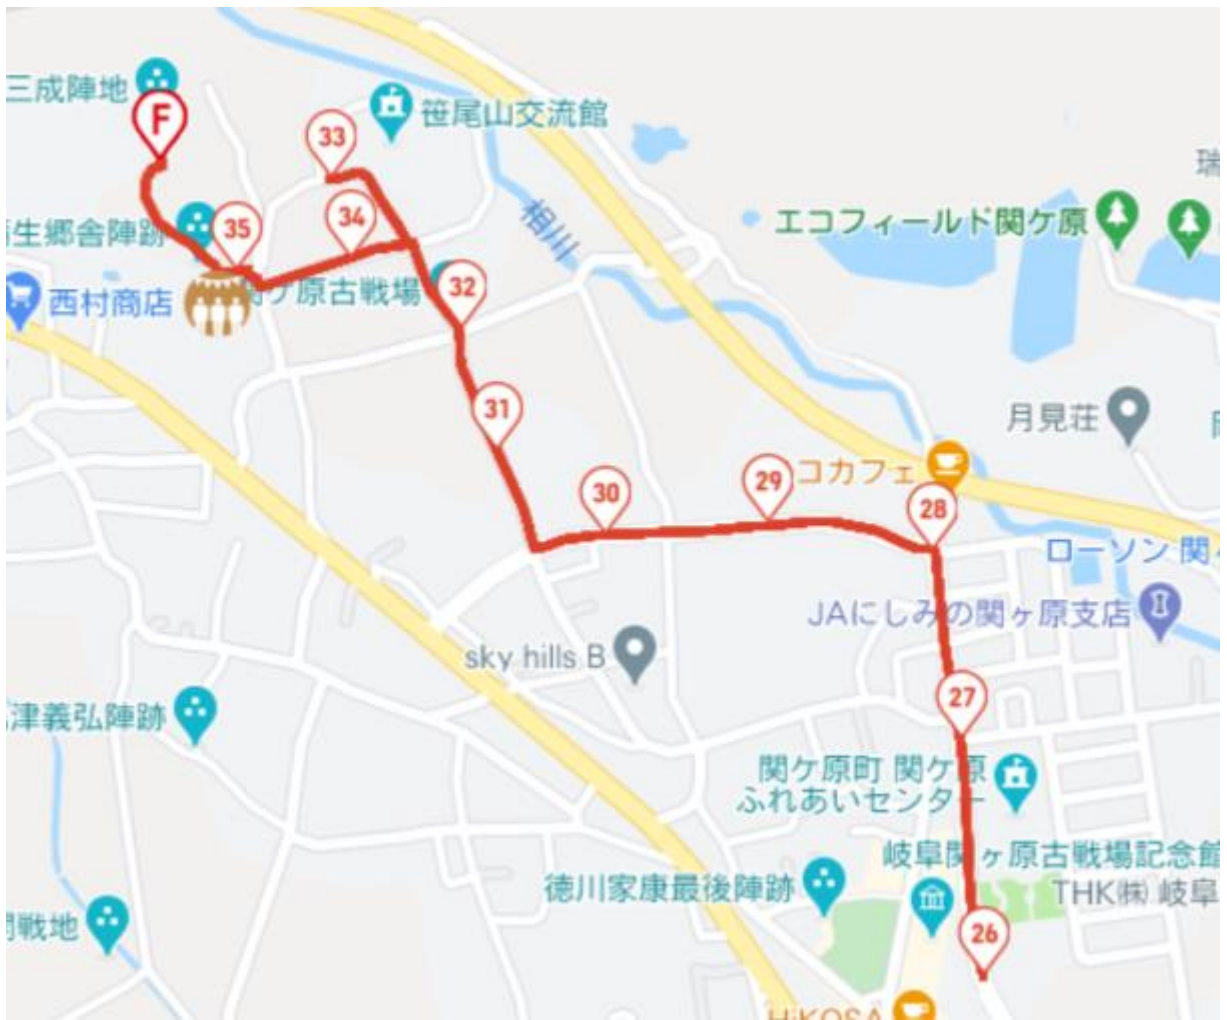 三成陣地
F
33
笹尾山交流館
瑞
34
相川
エコフィールド関ケ原
生郷舎陣跡
35
西村商店
関ケ原古戦場
32
31
月見荘
30
29
コカフェ
28
ローソン 関
JAにしみの関ヶ原支店
sky hills B
27
津義弘陣跡
関ケ原町 関ケ原
ふれあいセンター
岐阜関ヶ原古戦場記念館
THK㈱ 岐阜
徳川家康最後陣跡
戦地
26
HiKOSA